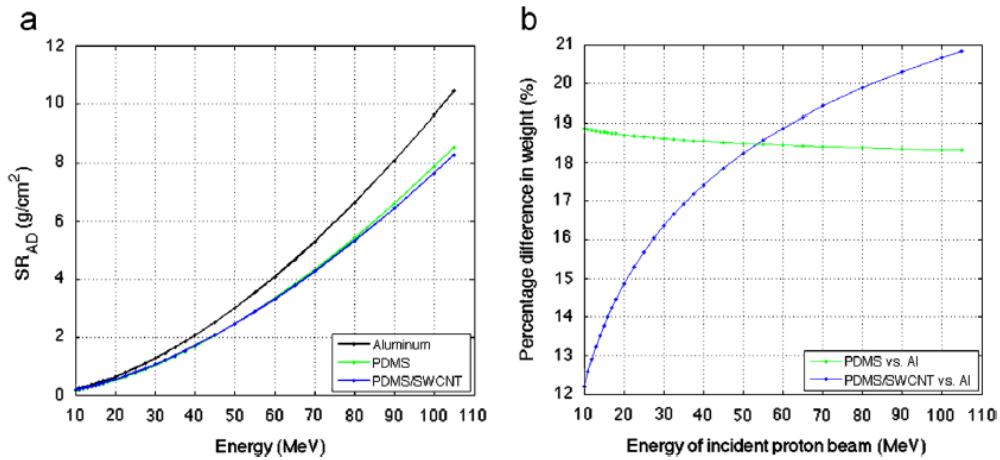 a
12
10
8
6
4
2
0
SR_AD (g/cm²)
10 20 30 40 50 60 70 80 90 100 110
Energy (MeV)
Aluminum
PDMS
PDMS/SWCNT
b
21
20
19
18
17
16
15
14
13
12
Percentage difference in weight (%)
10 20 30 40 50 60 70 80 90 100 110
Energy of incident proton beam (MeV)
PDMS vs. Al
PDMS/SWCNT vs. Al